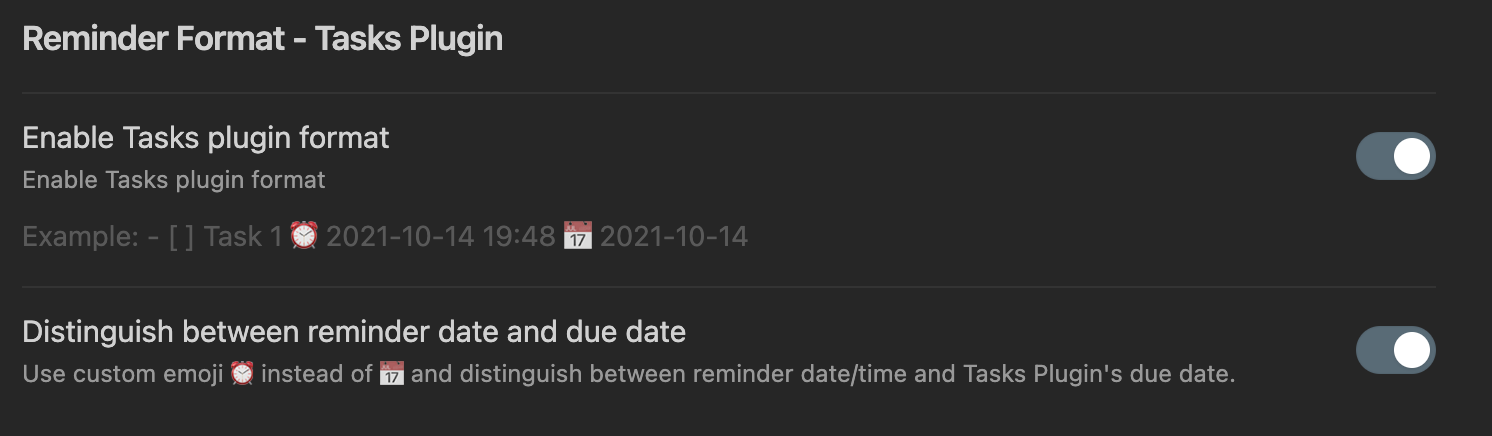 Reminder Format - Tasks Plugin
Enable Tasks plugin format
Enable Tasks plugin format
Example: - [ ] Task 1 ⏰ 2021-10-14 19:48 📅 2021-10-14
Distinguish between reminder date and due date
Use custom emoji ⏰ instead of 📅 and distinguish between reminder date/time and Tasks Plugin's due date.